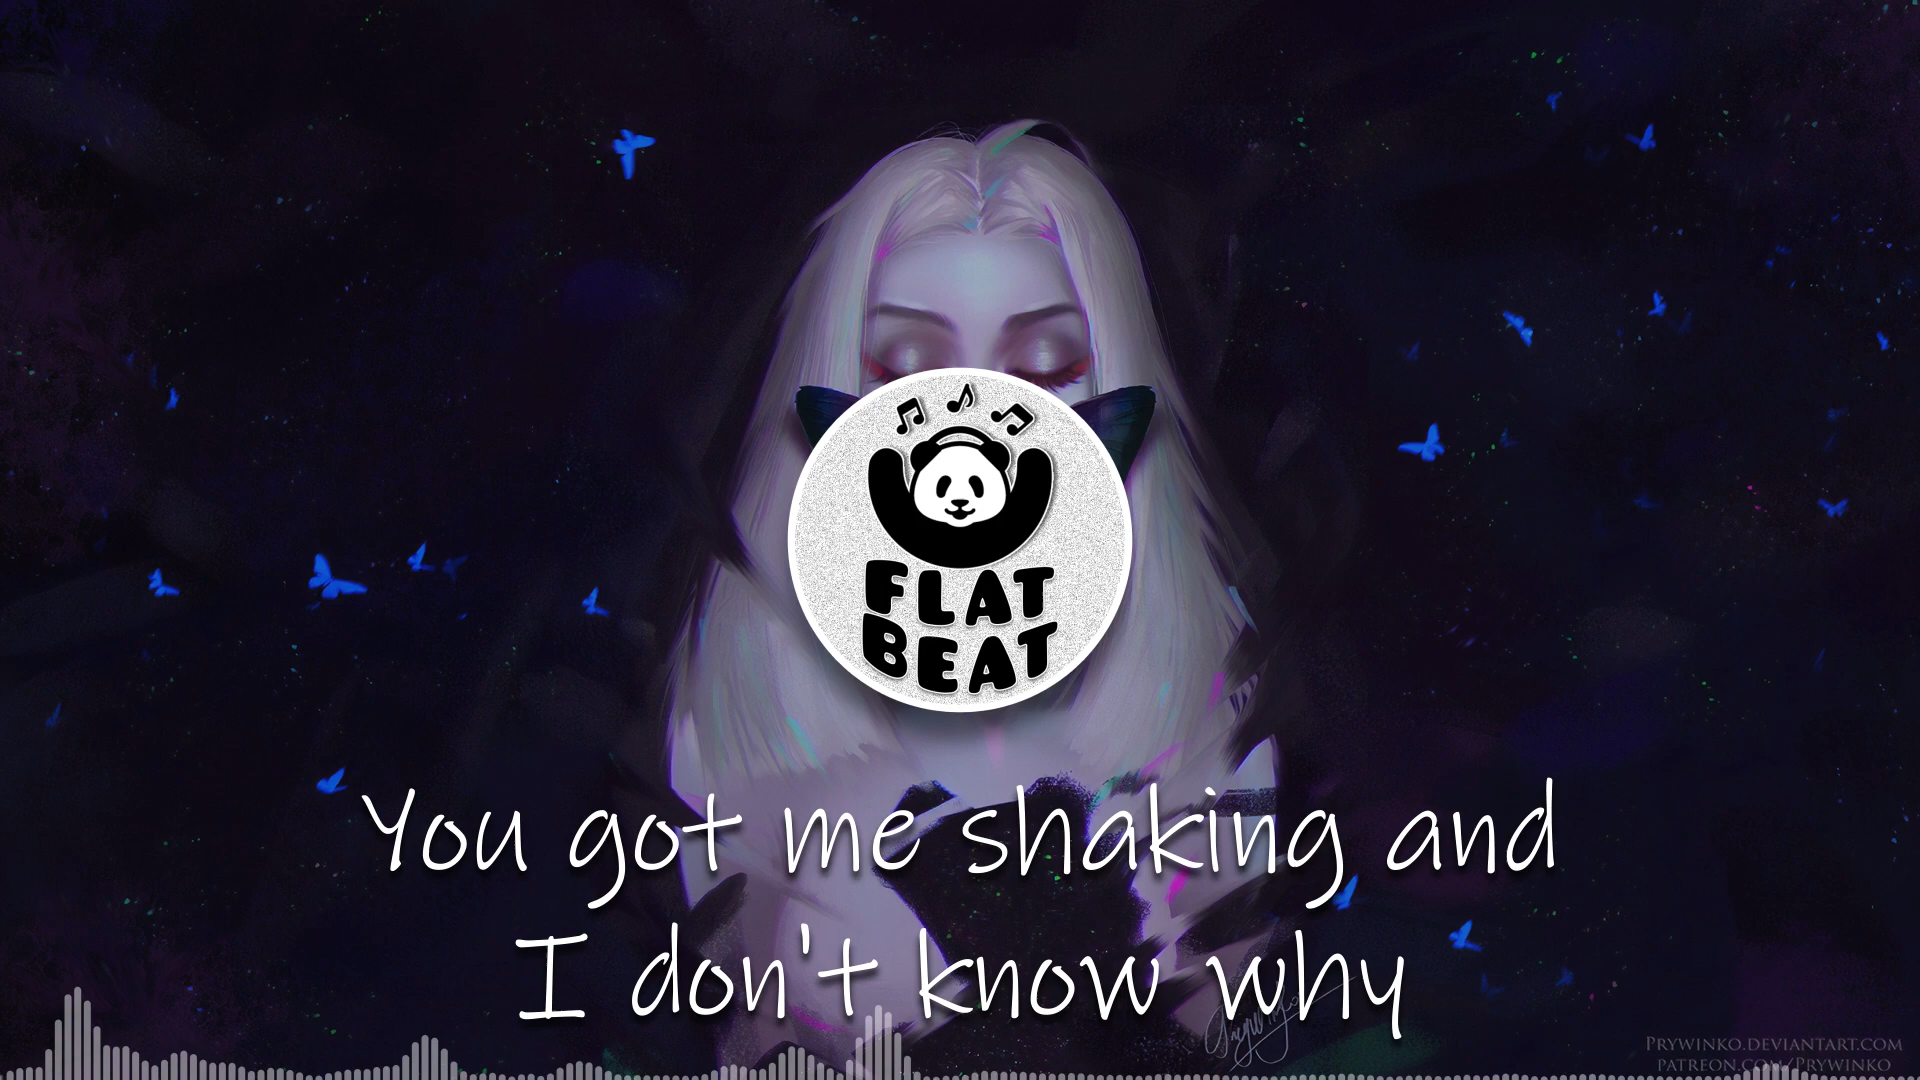 FLAT
BEAT
You got me shaking and
I don't know why
PRYWINKO.DEVIANTART.COM
PATREON.COM/PRYWINKO